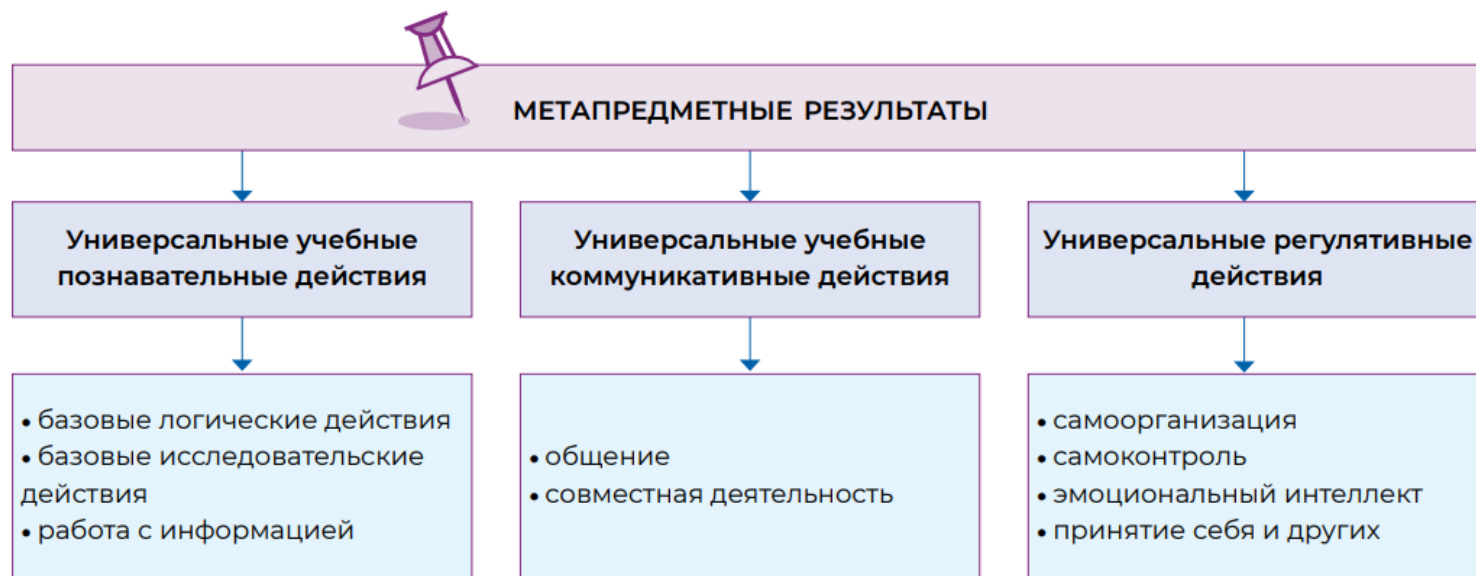 МЕТАПРЕДМЕТНЫЕ РЕЗУЛЬТАТЫ
Универсальные учебные
познавательные действия
Универсальные учебные
коммуникативные действия
Универсальные регулятивные
действия
• базовые логические действия
• базовые исследовательские
действия
• работа с информацией
• общение
• совместная деятельность
• самоорганизация
• самоконтроль
• эмоциональный интеллект
• принятие себя и других